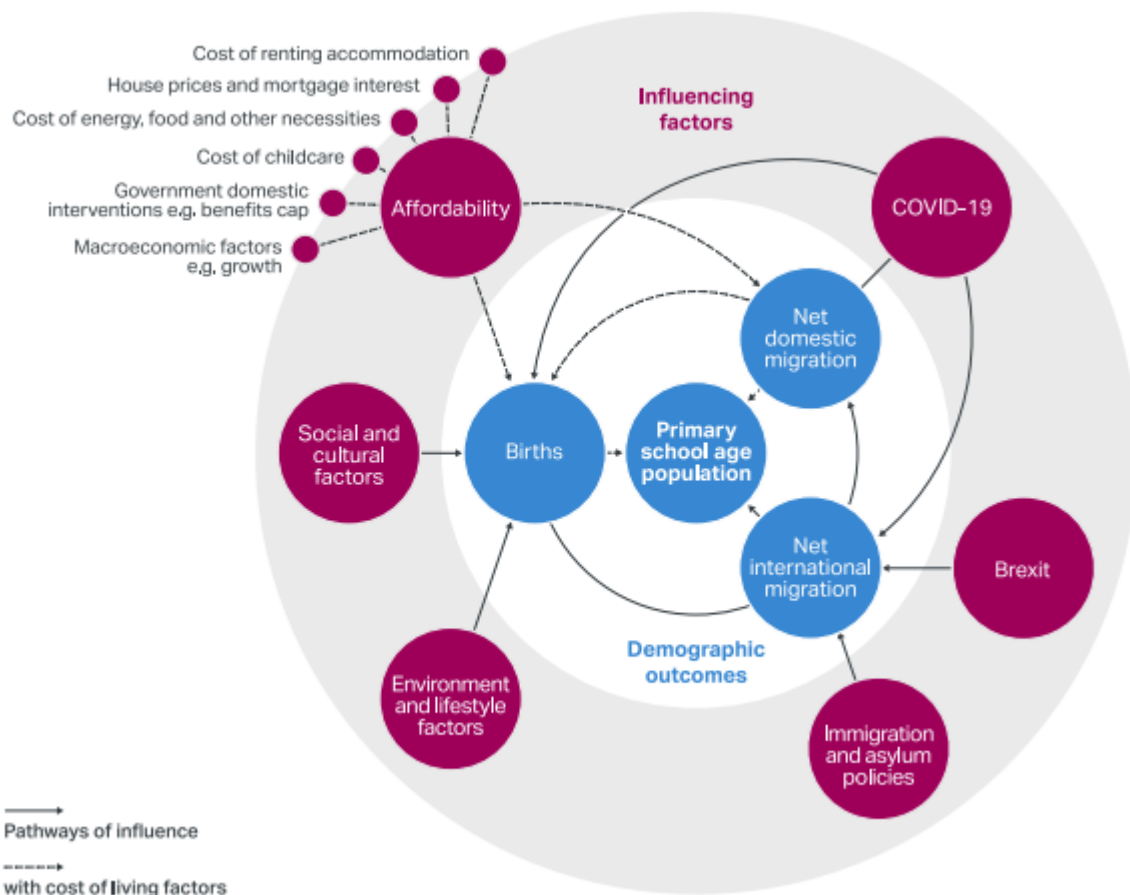 Cost of renting accommodation
House prices and mortgage interest
Cost of energy, food and other necessities
Cost of childcare
Government domestic
interventions e.g. benefits cap
Macroeconomic factors
e.g. growth
Affordability
Influencing
factors
COVID-19
Net
domestic
migration
Social and
cultural
factors
Births
Primary
school age
population
Net
international
migration
Brexit
Demographic
outcomes
Environment
and lifestyle
factors
Immigration
and asylum
policies
Pathways of influence
with cost of living factors